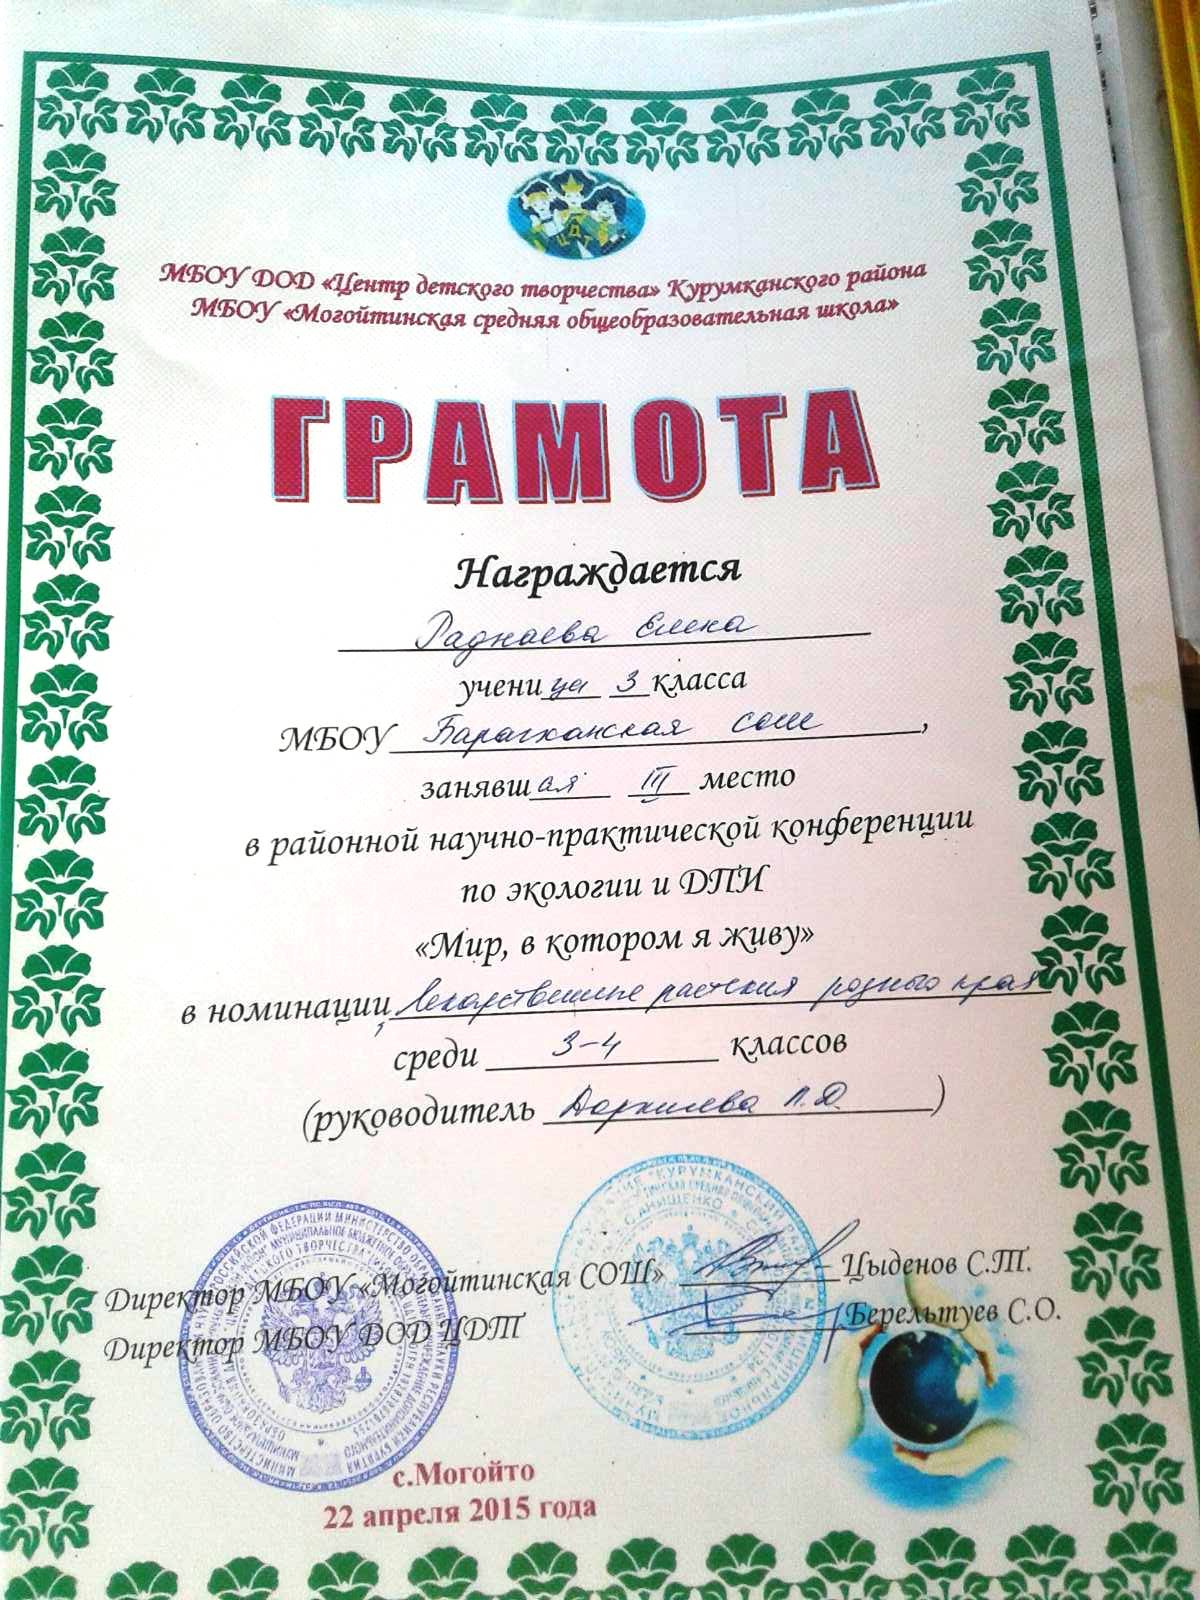 МБОУ ДОД «Центр детского творчества» Курумканского района
МБОУ «Могойтинская средняя общеобразовательная школа»
ГРАМОТА
Награждается
Раднаева Елена
ученица 3 класса
МБОУ Барагханская сош,
занявшая III место
в районной научно-практической конференции
по экологии и ДПИ
«Мир, в котором я живу»
в номинации, Лекарственные растения родного края
среди 3-4 классов
(руководитель Доржиева Л.Д.)
Директор МБОУ «Могойтинская СОШ» Цыденов С.Т.
Директор МБОУ ДОД ЦДТ Берельтуев С.О.
с.Могойто
22 апреля 2015 года